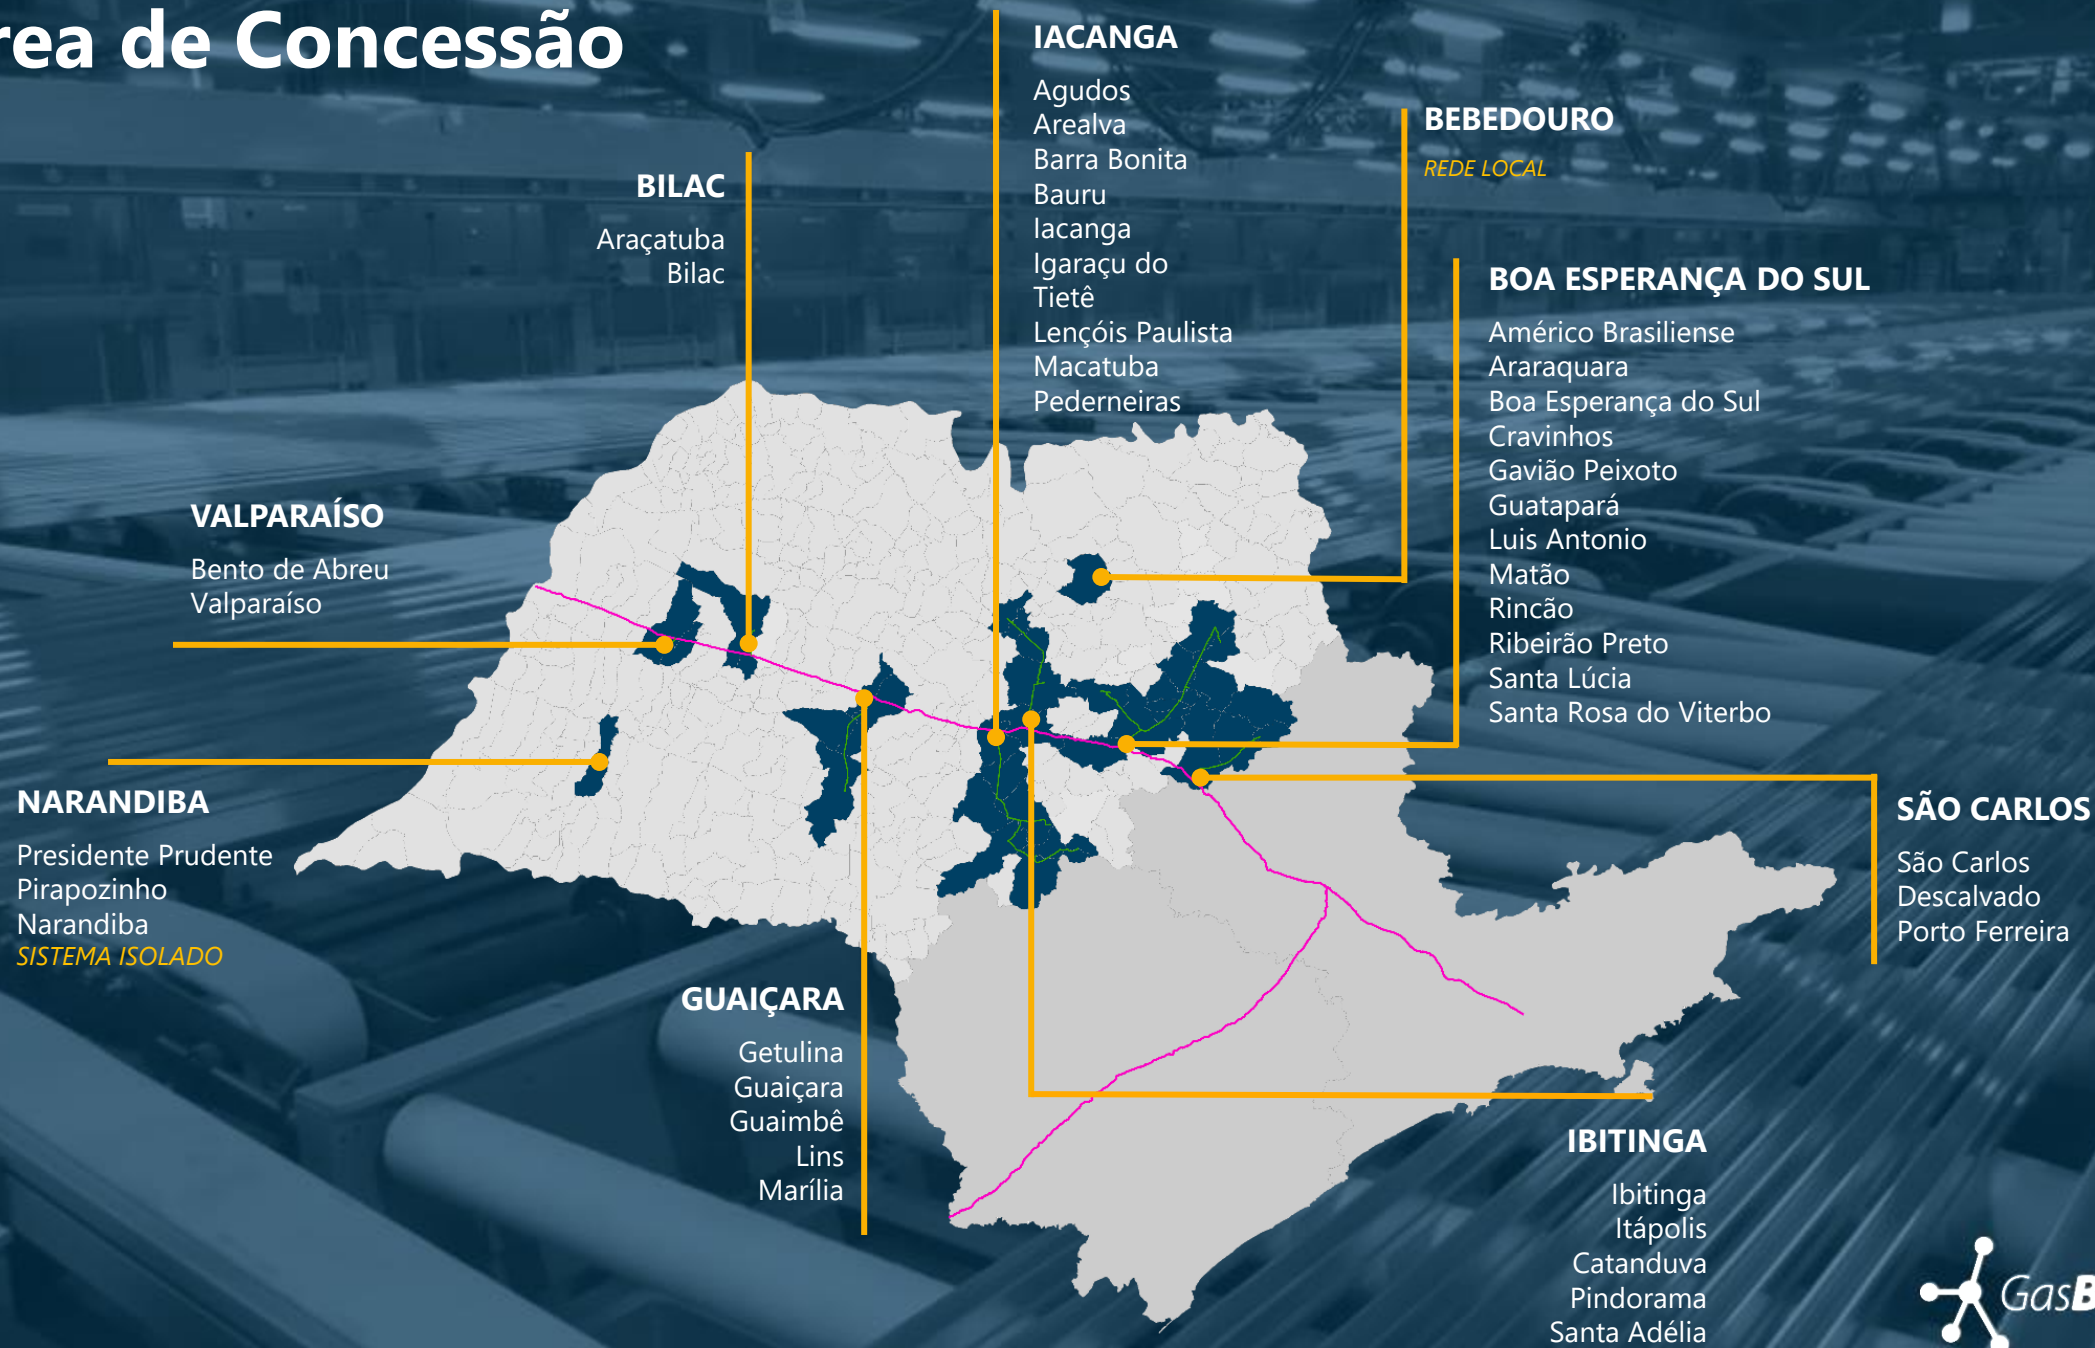 rea de Concessão
IACANGA
Agudos
Arealva
Barra Bonita
Bauru
Iacanga
Igaraçu do
Tietê
Lençóis Paulista
Macatuba
Pederneiras
BEBEDOURO
REDE LOCAL
BILAC
Araçatuba
Bilac
BOA ESPERANÇA DO SUL
Américo Brasiliense
Araraquara
Boa Esperança do Sul
Cravinhos
Gavião Peixoto
Guatapará
Luis Antonio
Matão
Rincão
Ribeirão Preto
Santa Lúcia
Santa Rosa do Viterbo
VALPARAÍSO
Bento de Abreu
Valparaíso
NARANDIBA
Presidente Prudente
Pirapozinho
Narandiba
SISTEMA ISOLADO
SÃO CARLOS
São Carlos
Descalvado
Porto Ferreira
GUAIÇARA
Getulina
Guaiçara
Guaimbê
Lins
Marília
IBITINGA
Ibitinga
Itápolis
Catanduva
Pindorama
Santa Adélia
GasB